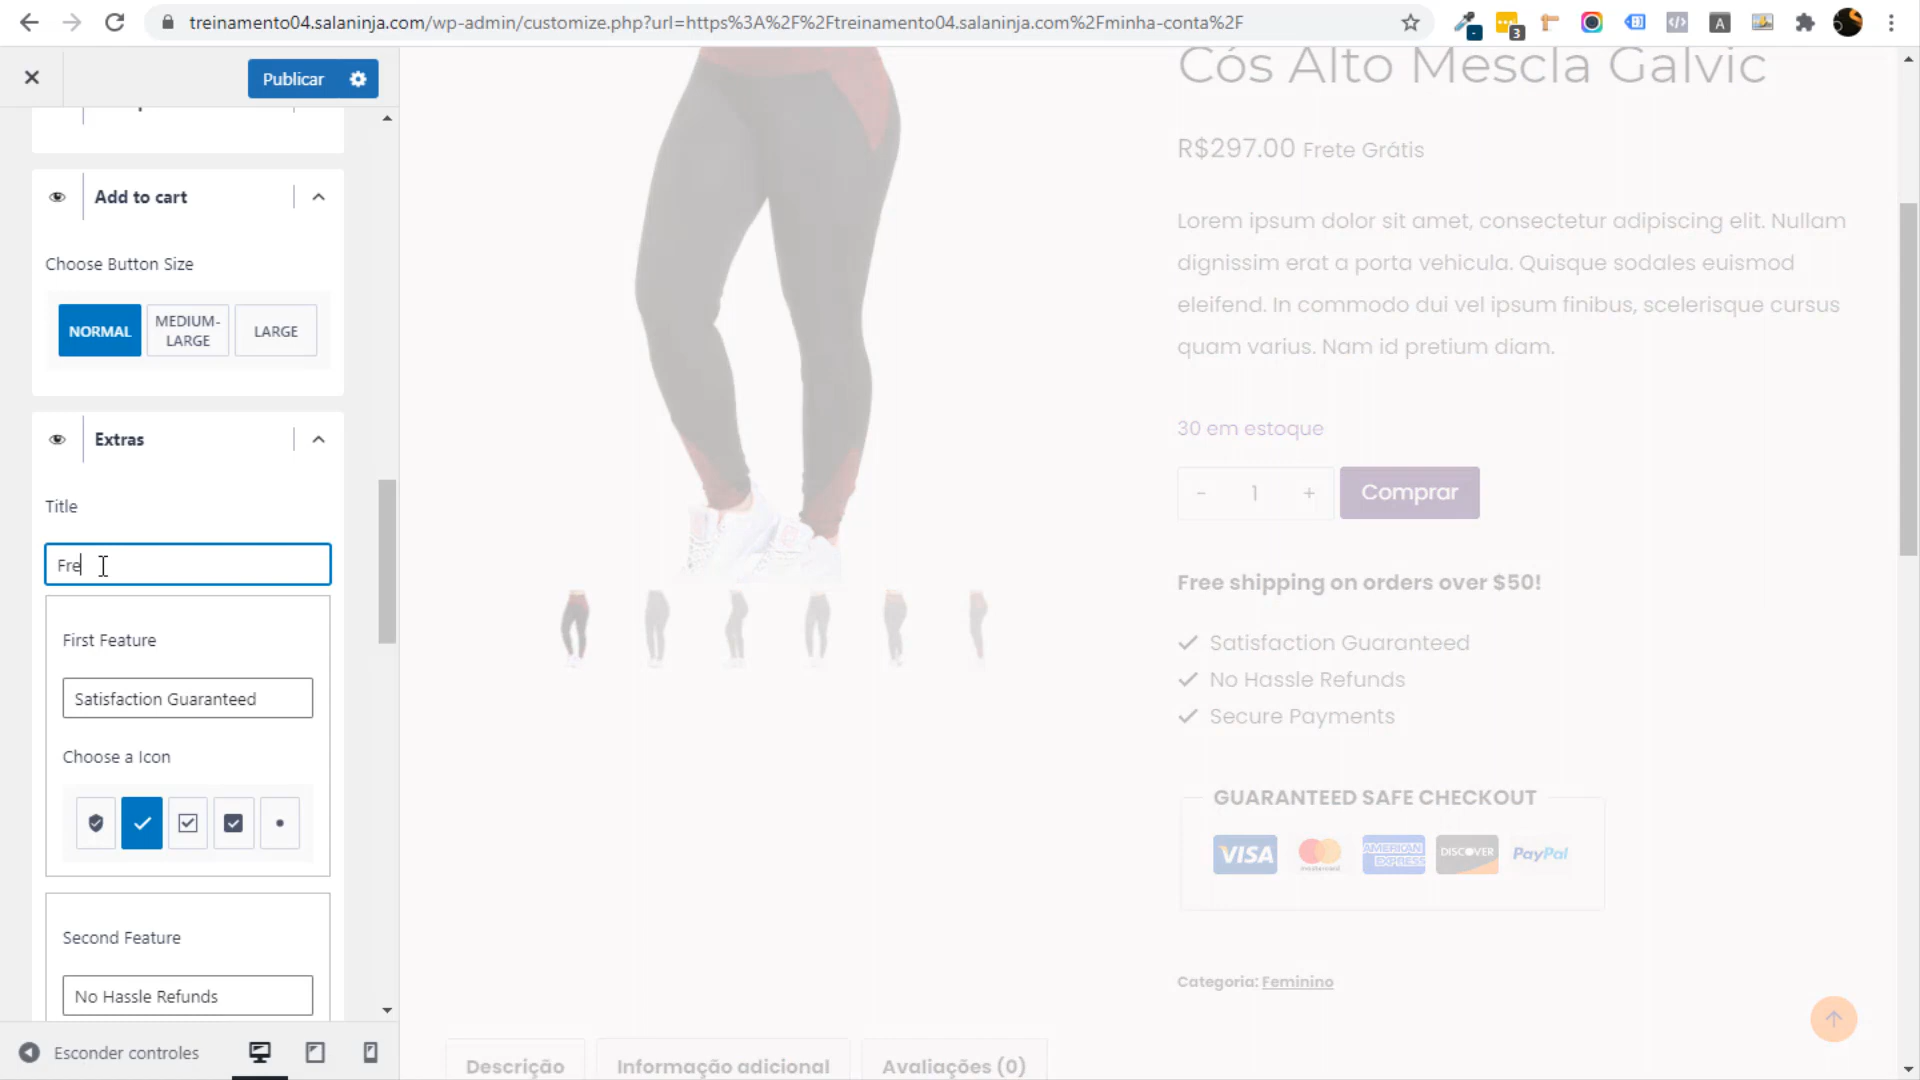 treinamento04.salaninja.com/wp-admin/customize.php?url=https%3A%2F%2Ftreinamento04.salaninja.com%2Fminha-conta%2F
3
A
Publicar
Add to cart
Choose Button Size
NORMAL
MEDIUM-
LARGE
LARGE
Extras
Title
Fre
First Feature
Satisfaction Guaranteed
Choose a Icon
Second Feature
No Hassle Refunds
Esconder controles
Cós Alto Mescla Galvic
R$297.00 Frete Grátis
Lorem ipsum dolor sit amet, consectetur adipiscing elit. Nullam
dignissim erat a porta vehicula. Quisque sodales euismod
eleifend. In commodo dui vel ipsum finibus, scelerisque cursus
quam varius. Nam id pretium diam.
30 em estoque
- 1 + Comprar
Free shipping on orders over $50!
Satisfaction Guaranteed
No Hassle Refunds
Secure Payments
GUARANTEED SAFE CHECKOUT
VISA
mastercard
AMERICAN
EXPRESS
DISCOVER
PayPal
Categoria: Feminino
Descrição
Informação adicional
Avaliações (0)